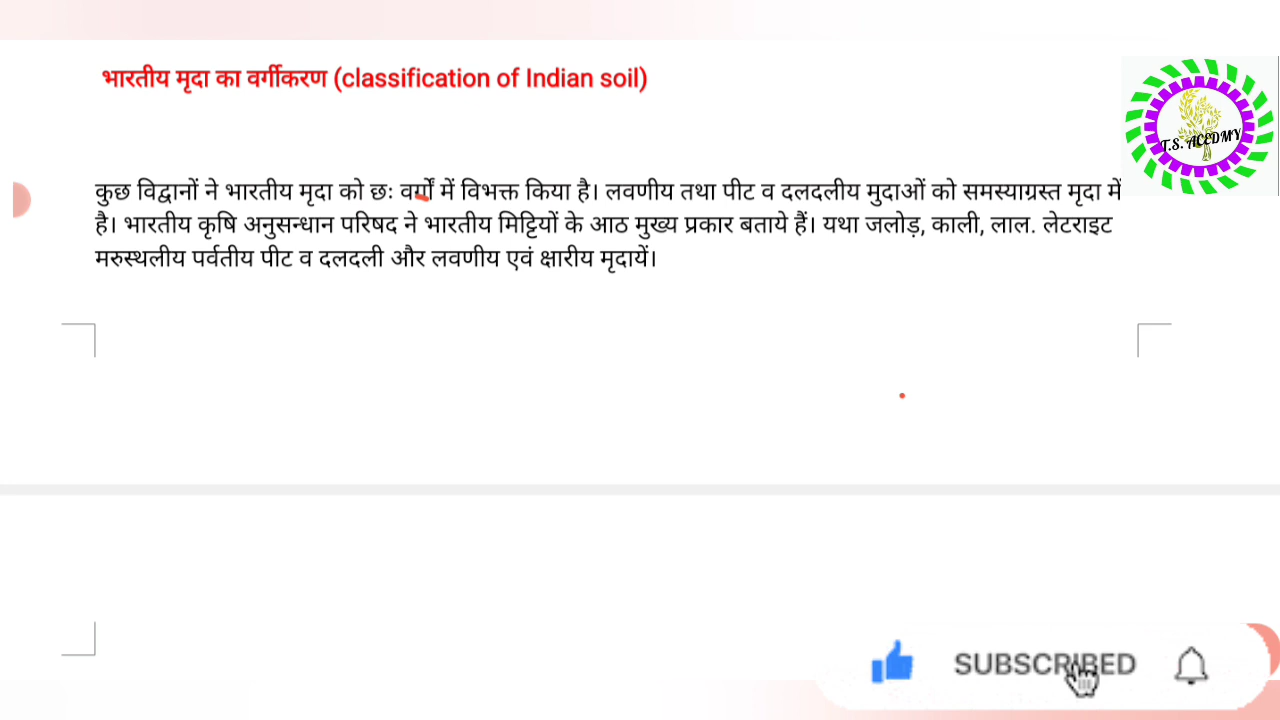 भारतीय मृदा का वर्गीकरण (classification of Indian soil)
T.S. ACEDMY
कुछ विद्वानों ने भारतीय मृदा को छः वर्गों में विभक्त किया है। लवणीय तथा पीट व दलदलीय मुदाओं को समस्याग्रस्त मृदा में
है। भारतीय कृषि अनुसन्धान परिषद ने भारतीय मिट्टियों के आठ मुख्य प्रकार बताये हैं। यथा जलोड़, काली, लाल. लेटराइट
मरुस्थलीय पर्वतीय पीट व दलदली और लवणीय एवं क्षारीय मृदायें।
SUBSCRIBED